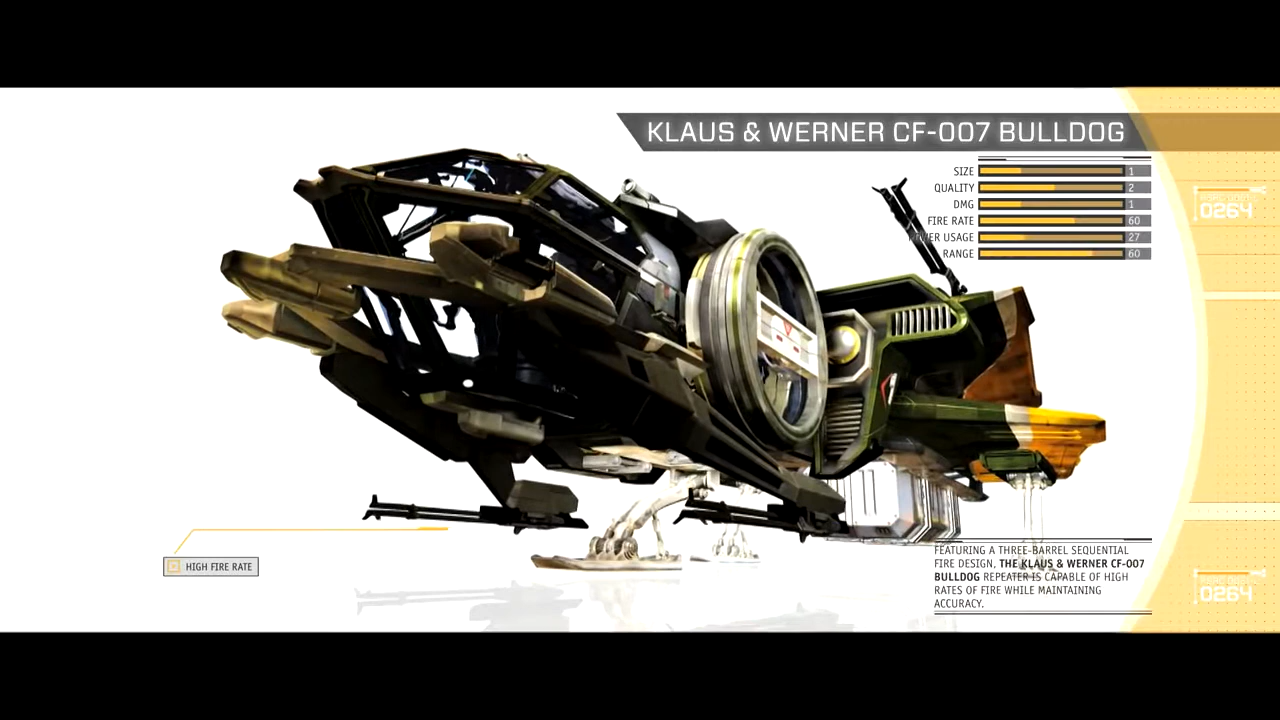 KLAUS & WERNER CF-007 BULLDOG
SIZE 1
QUALITY 2
DMG 1
FIRE RATE 60
POWER USAGE 27
RANGE 60
0264
HIGH FIRE RATE
FEATURING A THREE-BARREL SEQUENTIAL
FIRE DESIGN, THE KLAUS & WERNER CF-007
BULLDOG REPEATER IS CAPABLE OF HIGH
RATES OF FIRE WHILE MAINTAINING
ACCURACY.
0264